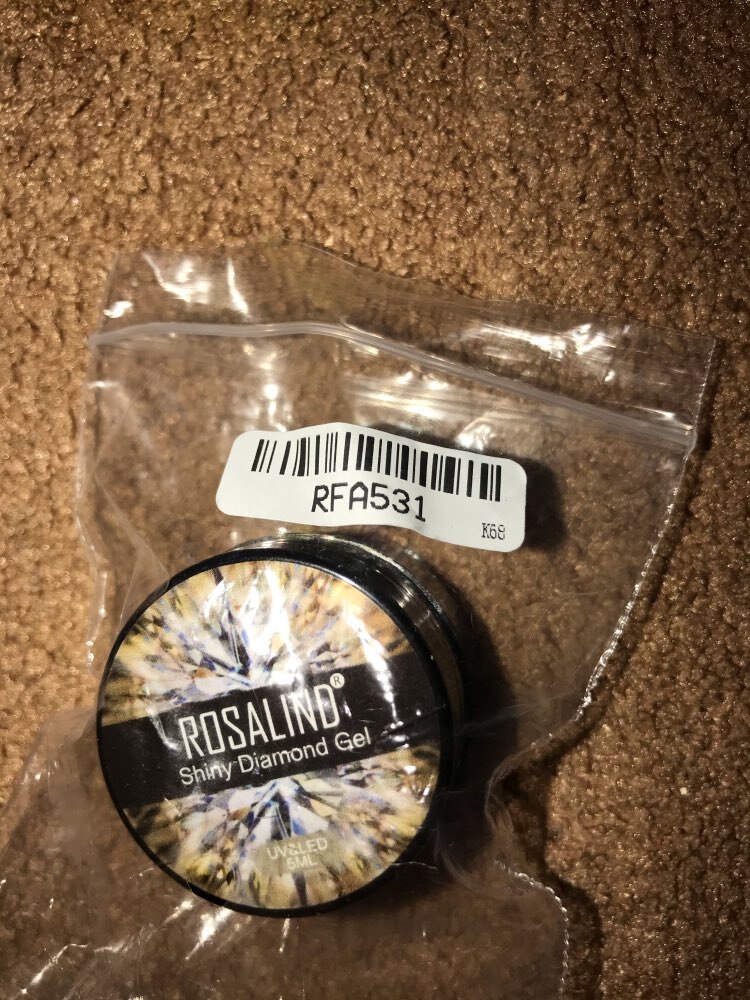 RFA531
K68
ROSALIND®
Shiny Diamond Gel
UV&LED
5ML